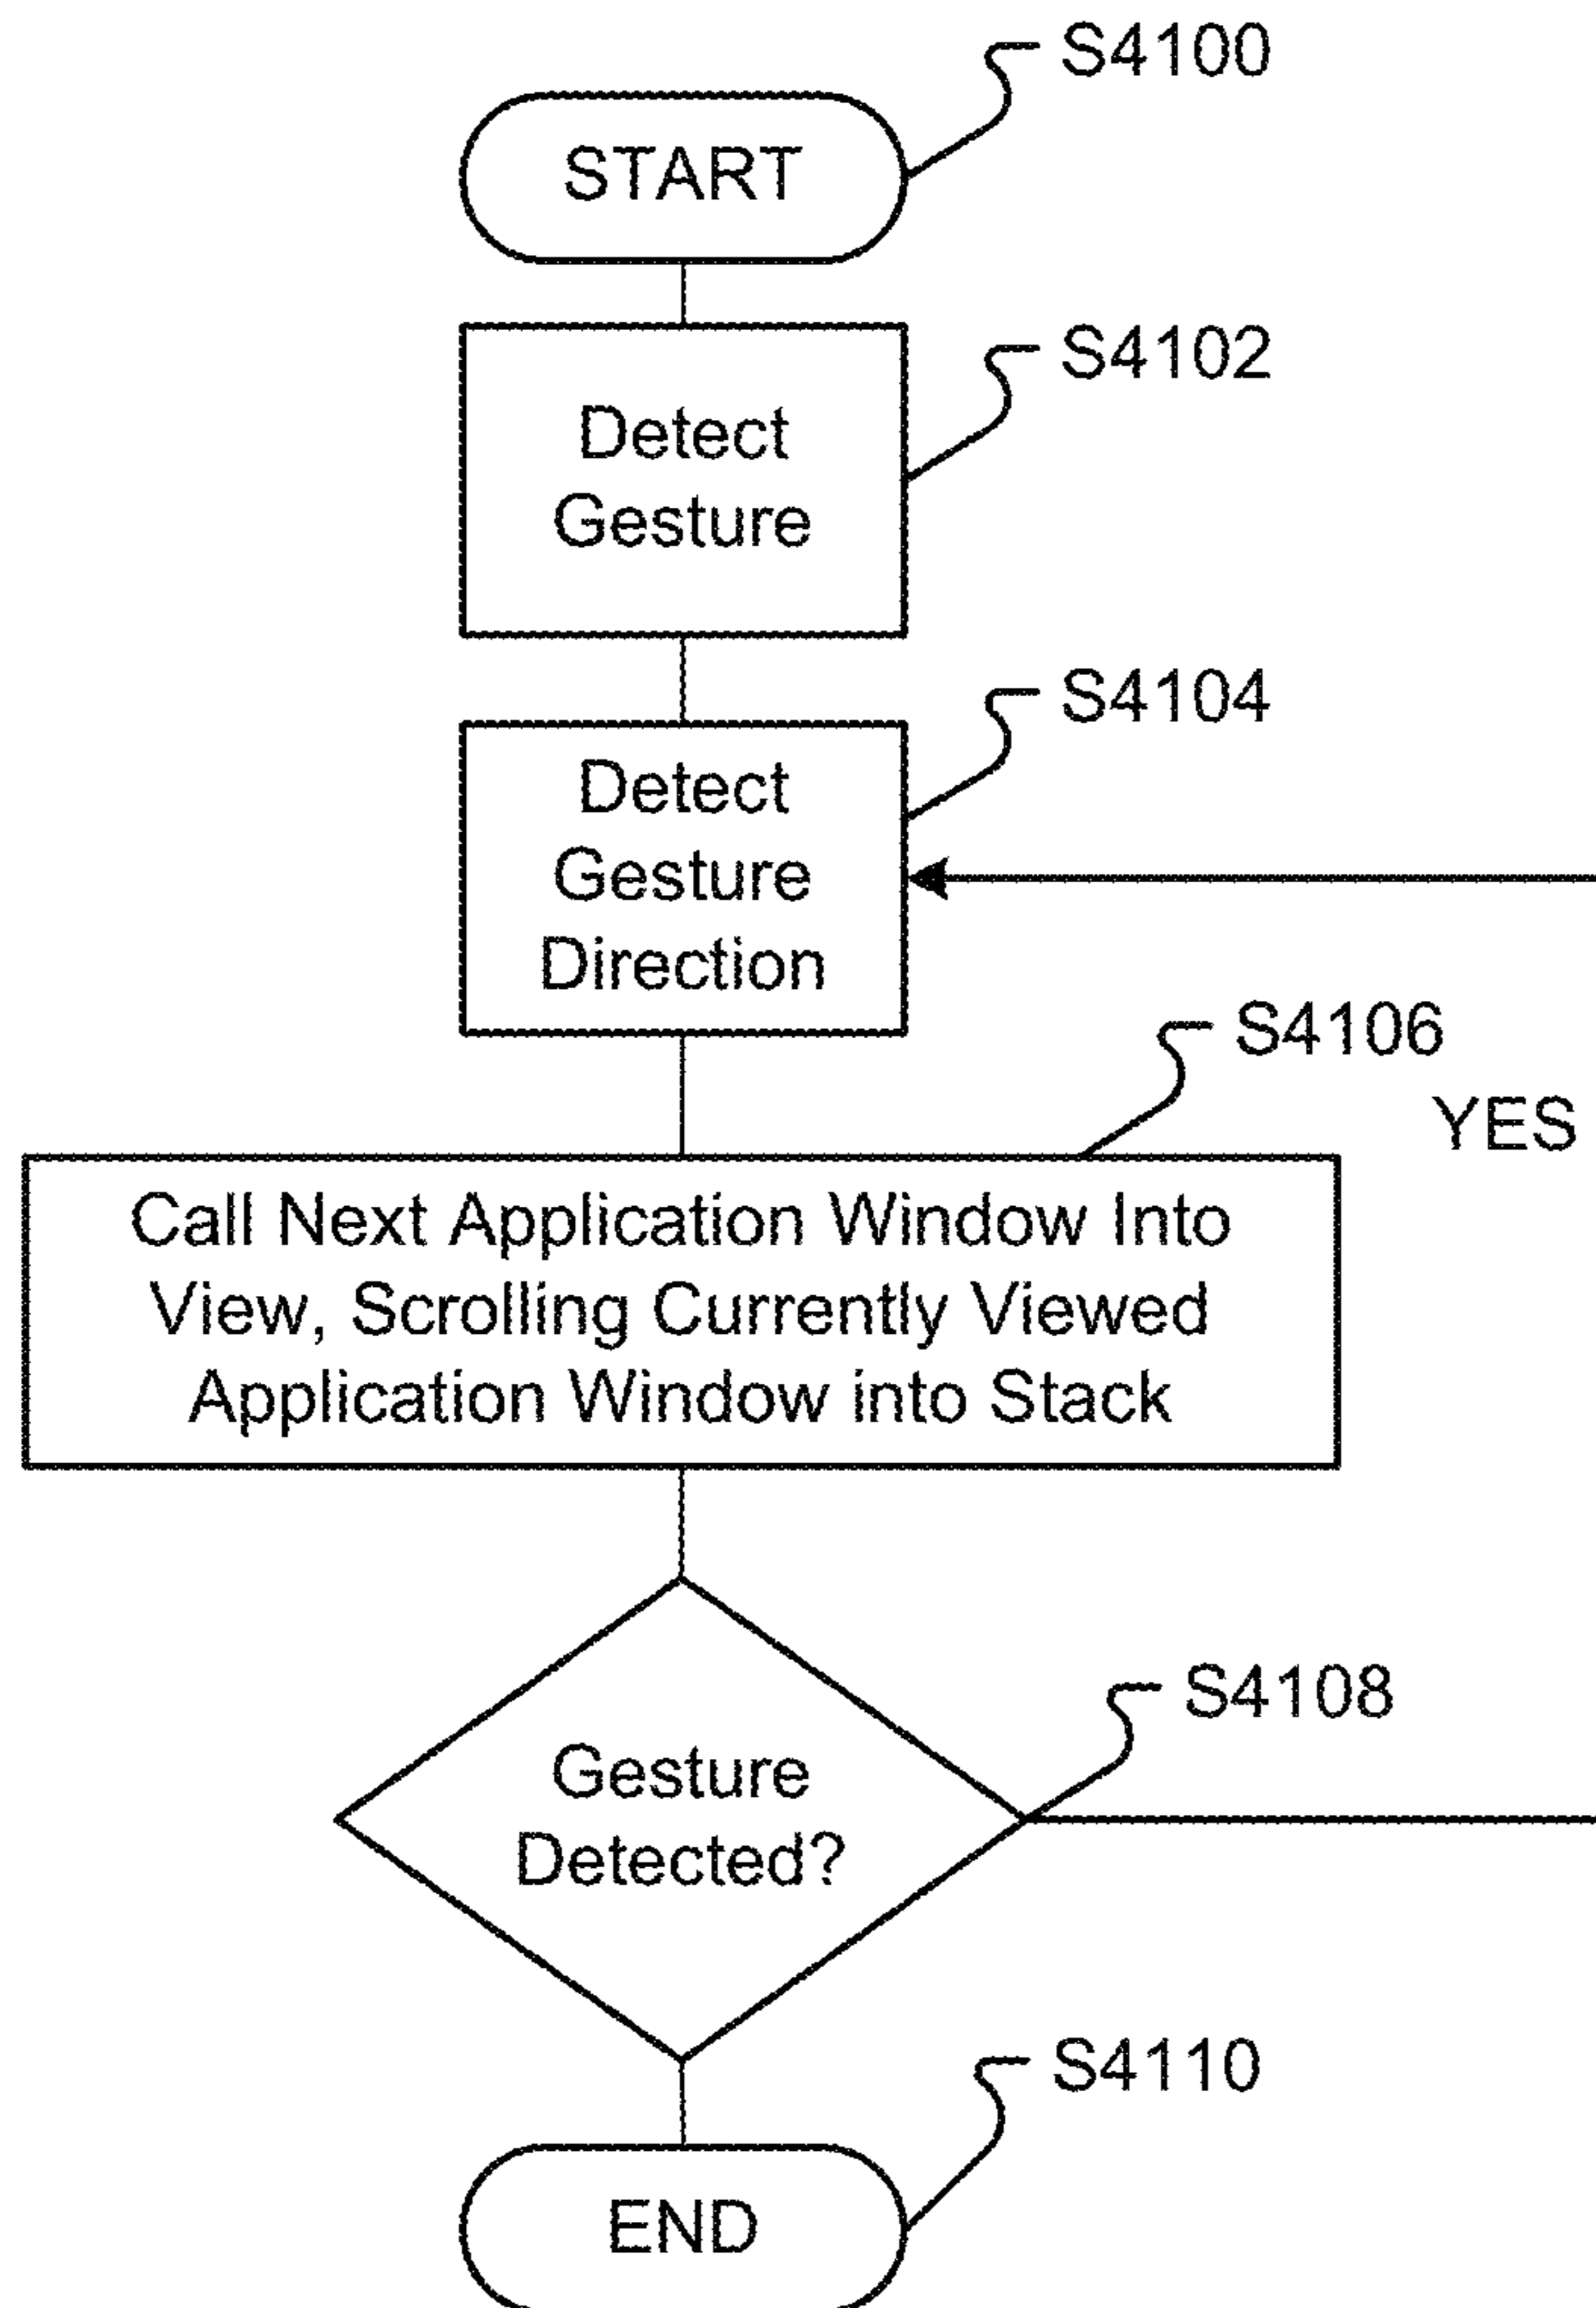 S4100
START
S4102
Detect
Gesture
S4104
Detect
Gesture
Direction
S4106
YES
Call Next Application Window Into
View, Scrolling Currently Viewed
Application Window into Stack
S4108
Gesture
Detected?
S4110
END